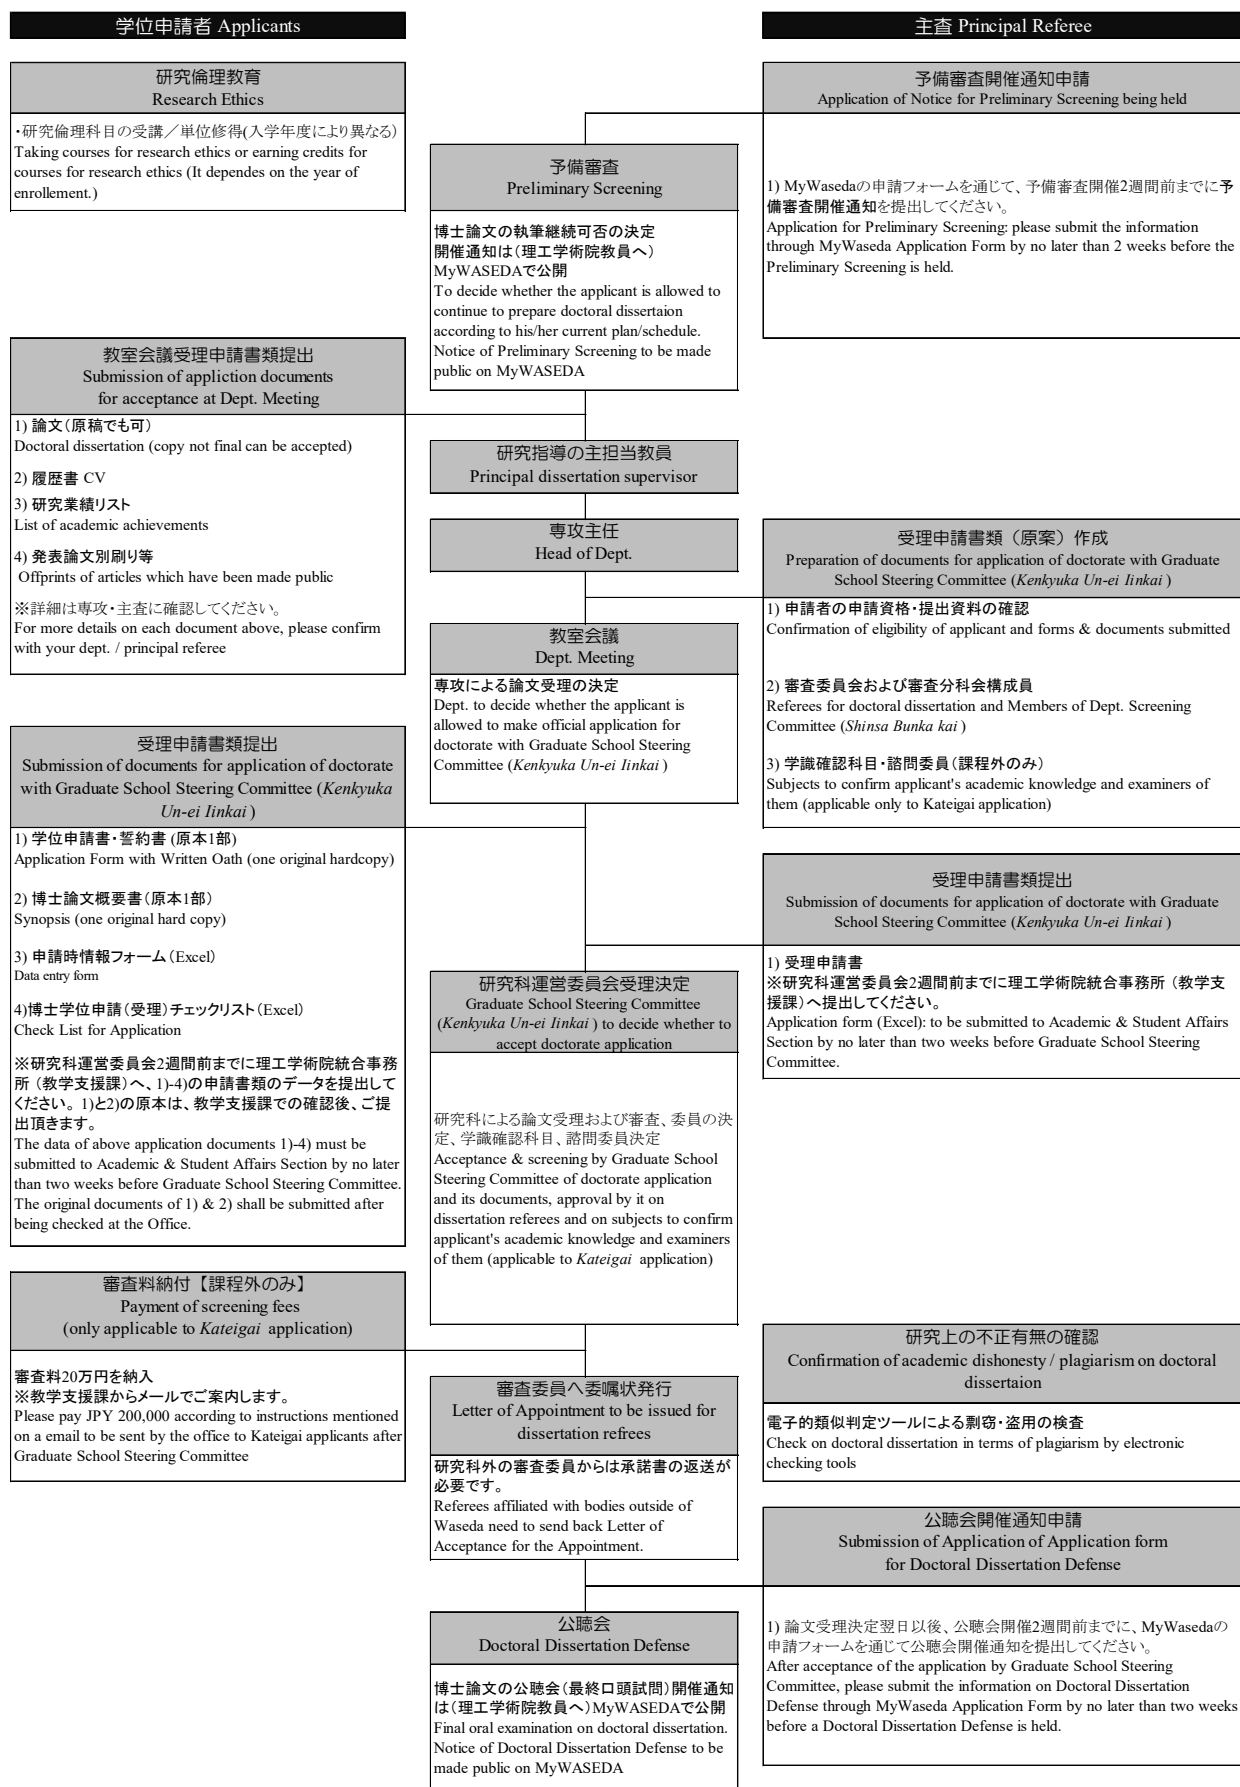 学位申請者 Applicants
主査 Principal Referee
研究倫理教育
Research Ethics
・研究倫理科目の受講／単位修得(入学年度により異なる)
Taking courses for research ethics or earning credits for
courses for research ethics (It dependes on the year of
enrollement.)
予備審査開催通知申請
Application of Notice for Preliminary Screening being held
1) MyWasedaの申請フォームを通じて、予備審査開催2週間前までに予
備審査開催通知を提出してください。
Application for Preliminary Screening: please submit the information
through MyWaseda Application Form by no later than 2 weeks before the
Preliminary Screening is held.
予備審査
Preliminary Screening
博士論文の執筆継続可否の決定
開催通知は(理工学術院教員へ)
MyWASEDAで公開
To decide whether the applicant is allowed to
continue to prepare doctoral dissertaion
according to his/her current plan/schedule.
Notice of Preliminary Screening to be made
public on MyWASEDA
教室会議受理申請書類提出
Submission of appliction documents
for acceptance at Dept. Meeting
1) 論文(原稿でも可)
Doctoral dissertation (copy not final can be accepted)
2) 履歴書 CV
3) 研究業績リスト
List of academic achievements
4) 発表論文別刷り等
Offprints of articles which have been made public
※詳細は専攻・主査に確認してください。
For more details on each document above, please confirm
with your dept. / principal referee
研究指導の主担当教員
Principal dissertation supervisor
専攻主任
Head of Dept.
受理申請書類（原案）作成
Preparation of documents for application of doctorate with Graduate
School Steering Committee (Kenkyuka Un-ei Iinkai )
1) 申請者の申請資格・提出資料の確認
Confirmation of eligibility of applicant and forms & documents submitted
2) 審査委員会および審査分科会構成員
Referees for doctoral dissertation and Members of Dept. Screening
Committee (Shinsa Bunka kai )
3) 学識確認科目・諮問委員(課程外のみ)
Subjects to confirm applicant's academic knowledge and examiners of
them (applicable only to Kateigai application)
教室会議
Dept. Meeting
専攻による論文受理の決定
Dept. to decide whether the applicant is
allowed to make official application for
doctorate with Graduate School Steering
Committee (Kenkyuka Un-ei Iinkai )
受理申請書類提出
Submission of documents for application of doctorate
with Graduate School Steering Committee (Kenkyuka
Un-ei Iinkai )
1) 学位申請書・誓約書 (原本1部)
Application Form with Written Oath (one original hardcopy)
2) 博士論文概要書(原本1部)
Synopsis (one original hard copy)
3) 申請時情報フォーム(Excel)
Data entry form
4)博士学位申請(受理)チェックリスト(Excel)
Check List for Application
※研究科運営委員会2週間前までに理工学術院統合事務
所 (教学支援課)へ、1)-4)の申請書類のデータを提出して
ください。1)と2)の原本は、教学支援課での確認後、ご提
出頂きます。
The data of above application documents 1)-4) must be
submitted to Academic & Student Affairs Section by no later
than two weeks before Graduate School Steering Committee.
The original documents of 1) & 2) shall be submitted after
being checked at the Office.
受理申請書類提出
Submission of documents for application of doctorate with Graduate
School Steering Committee (Kenkyuka Un-ei Iinkai )
1) 受理申請書
※研究科運営委員会2週間前までに理工学術院統合事務所 (教学支
援課)へ提出してください。
Application form (Excel): to be submitted to Academic & Student Affairs
Section by no later than two weeks before Graduate School Steering
Committee.
研究科運営委員会受理決定
Graduate School Steering Committee
(Kenkyuka Un-ei Iinkai ) to decide whether to
accept doctorate application
研究科による論文受理および審査、委員の決
定、学識確認科目、諮問委員決定
Acceptance & screening by Graduate School
Steering Committee of doctorate application
and its documents, approval by it on
dissertation referees and on subjects to confirm
applicant's academic knowledge and examiners
of them (applicable to Kateigai application)
審査料納付【課程外のみ】
Payment of screening fees
(only applicable to Kateigai application)
審査料20万円を納入
※教学支援課からメールでご案内します。
Please pay JPY 200,000 according to instructions mentioned
on a email to be sent by the office to Kateigai applicants after
Graduate School Steering Committee
研究上の不正有無の確認
Confirmation of academic dishonesty / plagiarism on doctoral
dissertaion
電子的類似判定ツールによる剽窃・盗用の検査
Check on doctoral dissertation in terms of plagiarism by electronic
checking tools
審査委員へ委嘱状発行
Letter of Appointment to be issued for
dissertation refrees
研究科外の審査委員からは承諾書の返送が
必要です。
Referees affiliated with bodies outside of
Waseda need to send back Letter of
Acceptance for the Appointment.
公聴会開催通知申請
Submission of Application of Application form
for Doctoral Dissertation Defense
1) 論文受理決定翌日以後、公聴会開催2週間前までに、MyWasedaの
申請フォームを通じて公聴会開催通知を提出してください。
After acceptance of the application by Graduate School Steering
Committee, please submit the information on Doctoral Dissertation
Defense through MyWaseda Application Form by no later than two weeks
before a Doctoral Dissertation Defense is held.
公聴会
Doctoral Dissertation Defense
博士論文の公聴会(最終口頭試問)開催通知
は(理工学術院教員へ)MyWASEDAで公開
Final oral examination on doctoral dissertation.
Notice of Doctoral Dissertation Defense to be
made public on MyWASEDA